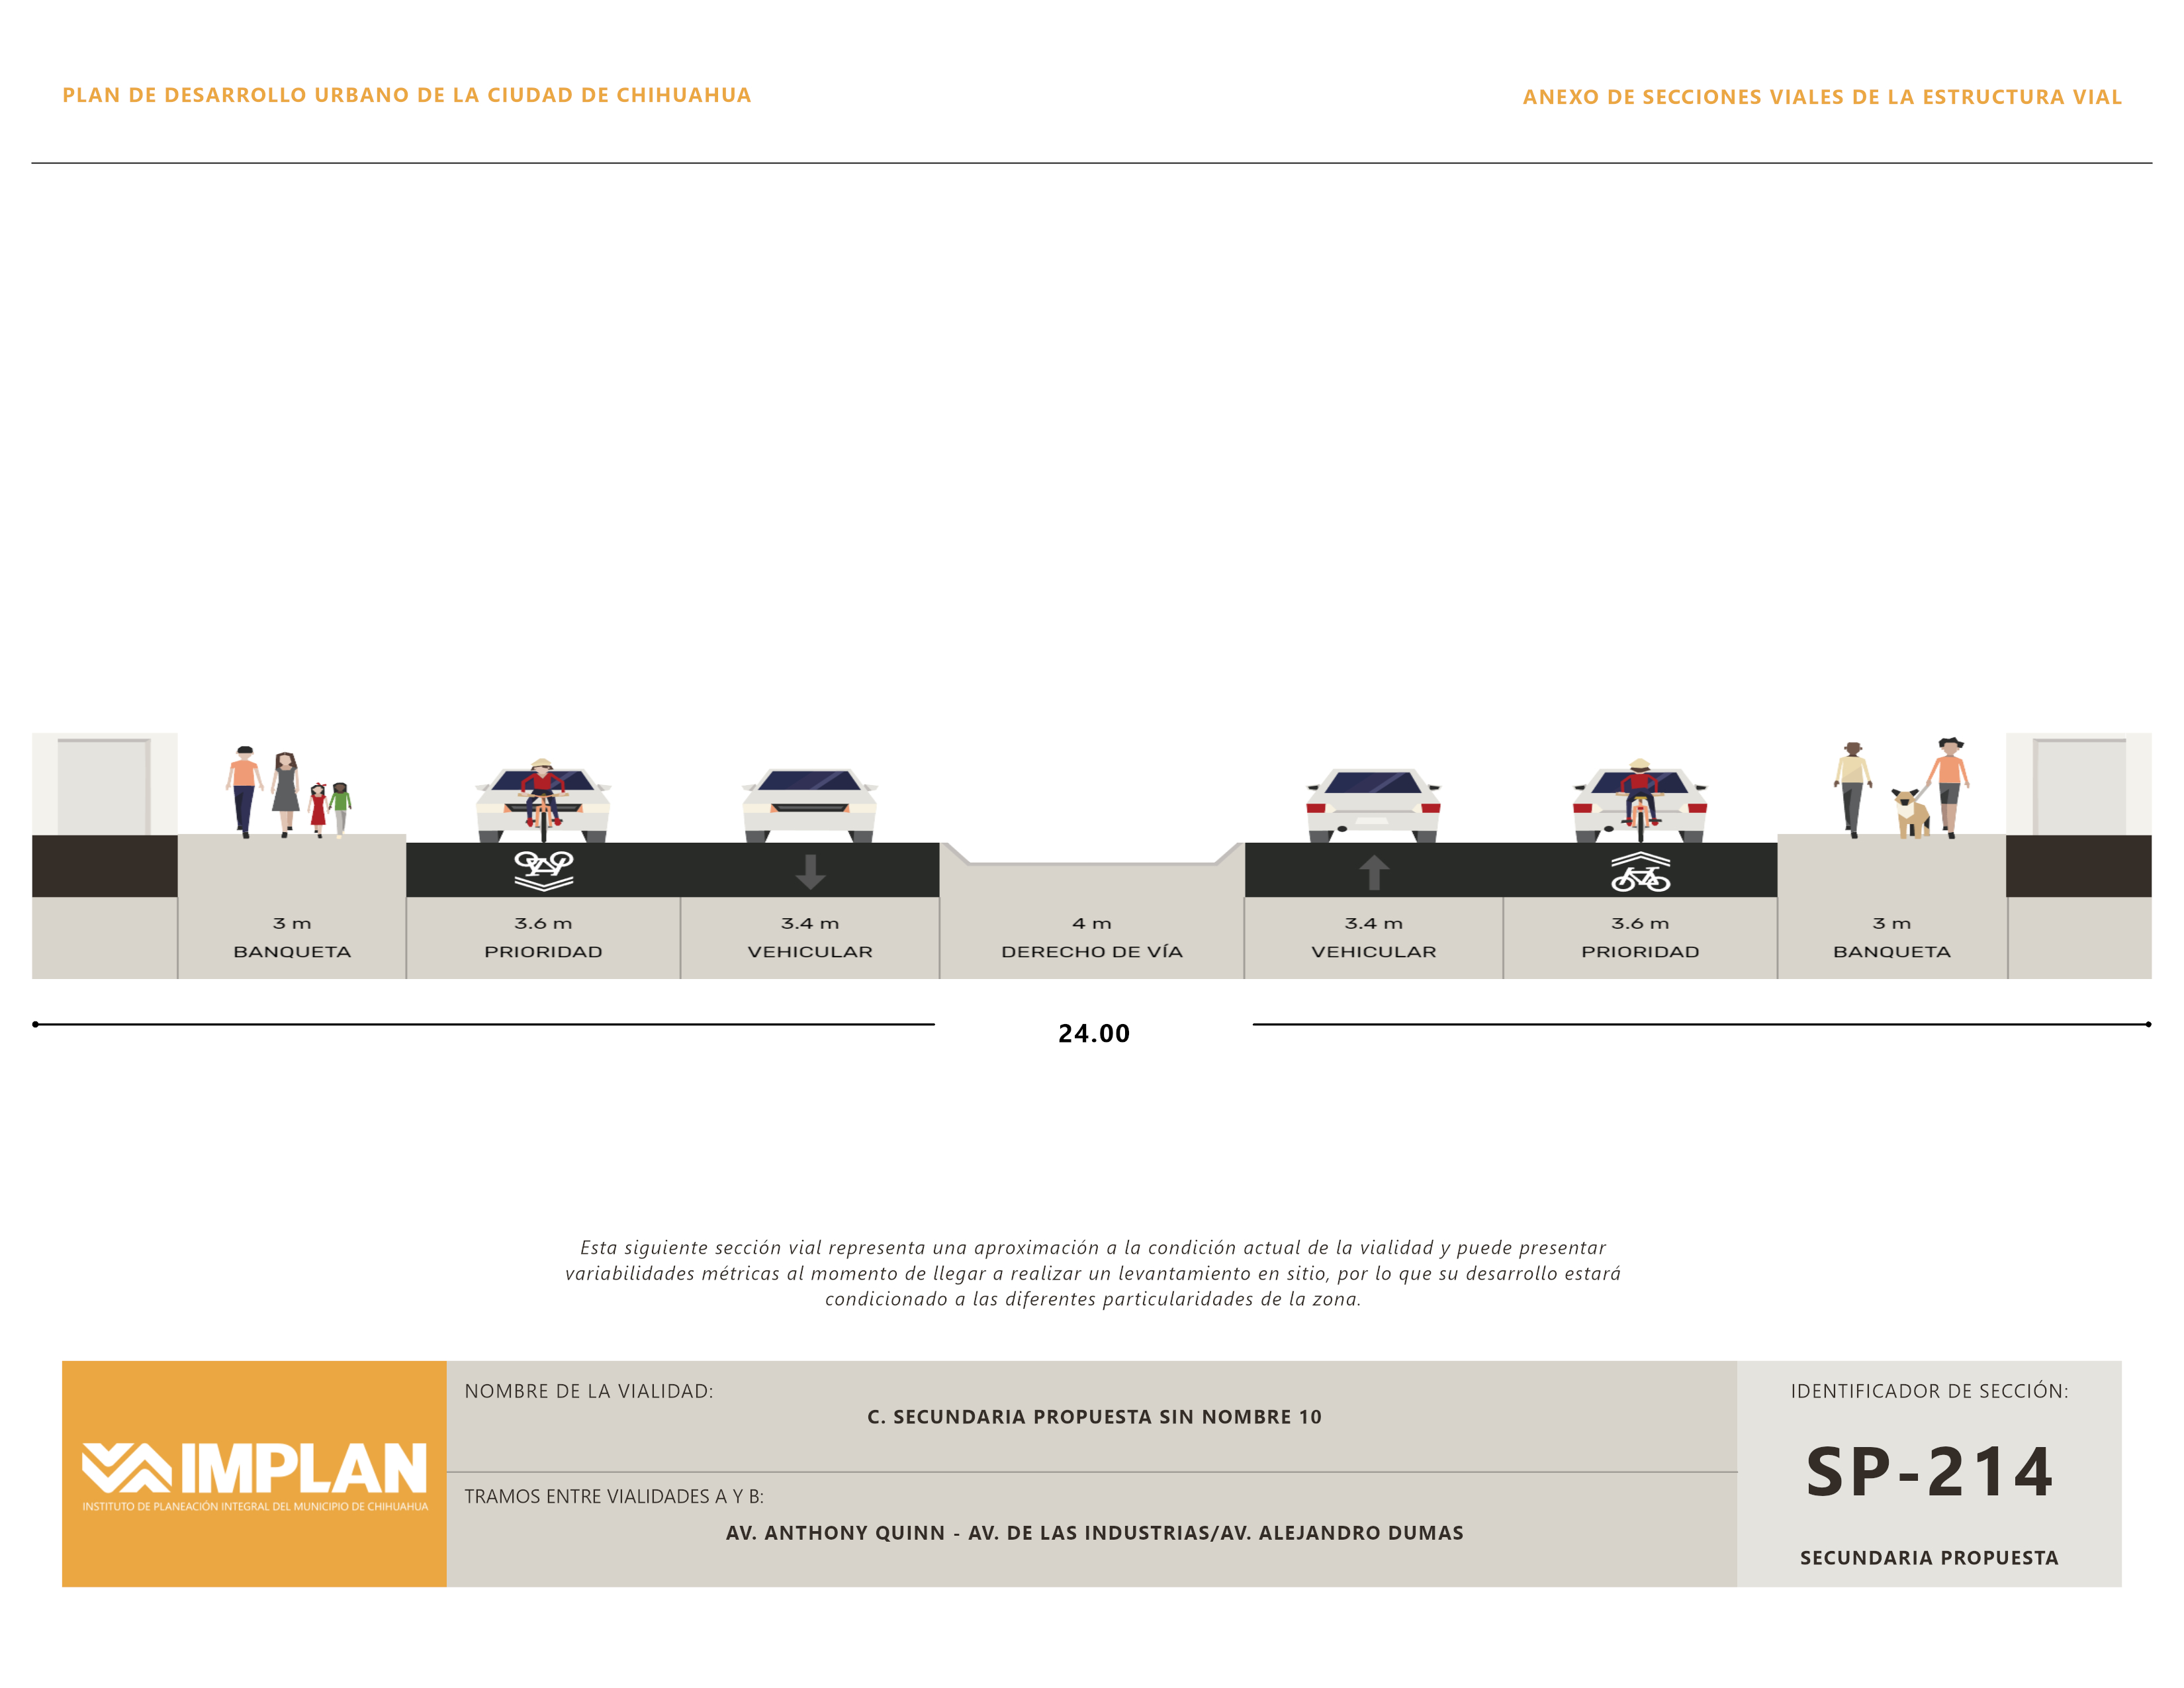 PLAN DE DESARROLLO URBANO DE LA CIUDAD DE CHIHUAHUA
ANEXO DE SECCIONES VIALES DE LA ESTRUCTURA VIAL
3 m
BANQUETA
3.6 m
PRIORIDAD
3.4 m
VEHICULAR
4 m
DERECHO DE VÍA
3.4 m
VEHICULAR
3.6 m
PRIORIDAD
3 m
BANQUETA
24.00
Esta siguiente sección vial representa una aproximación a la condición actual de la vialidad y puede presentar
variabilidades métricas al momento de llegar a realizar un levantamiento en sitio, por lo que su desarrollo estará
condicionado a las diferentes particularidades de la zona.
IMPLAN
INSTITUTO DE PLANEACIÓN INTEGRAL DEL MUNICIPIO DE CHIHUAHUA
NOMBRE DE LA VIALIDAD:
C. SECUNDARIA PROPUESTA SIN NOMBRE 10
TRAMOS ENTRE VIALIDADES A Y B:
AV. ANTHONY QUINN - AV. DE LAS INDUSTRIAS/AV. ALEJANDRO DUMAS
IDENTIFICADOR DE SECCIÓN:
SP-214
SECUNDARIA PROPUESTA